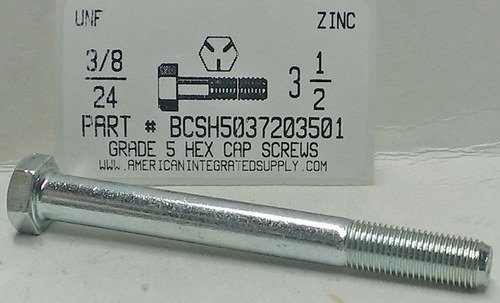 UNF ZINC
3/8 3 1/2
24
PART # BCSH5037203501
GRADE 5 HEX CAP SCREWS
WWW.AMERICANINTEGRATEDSUPPLY.COM